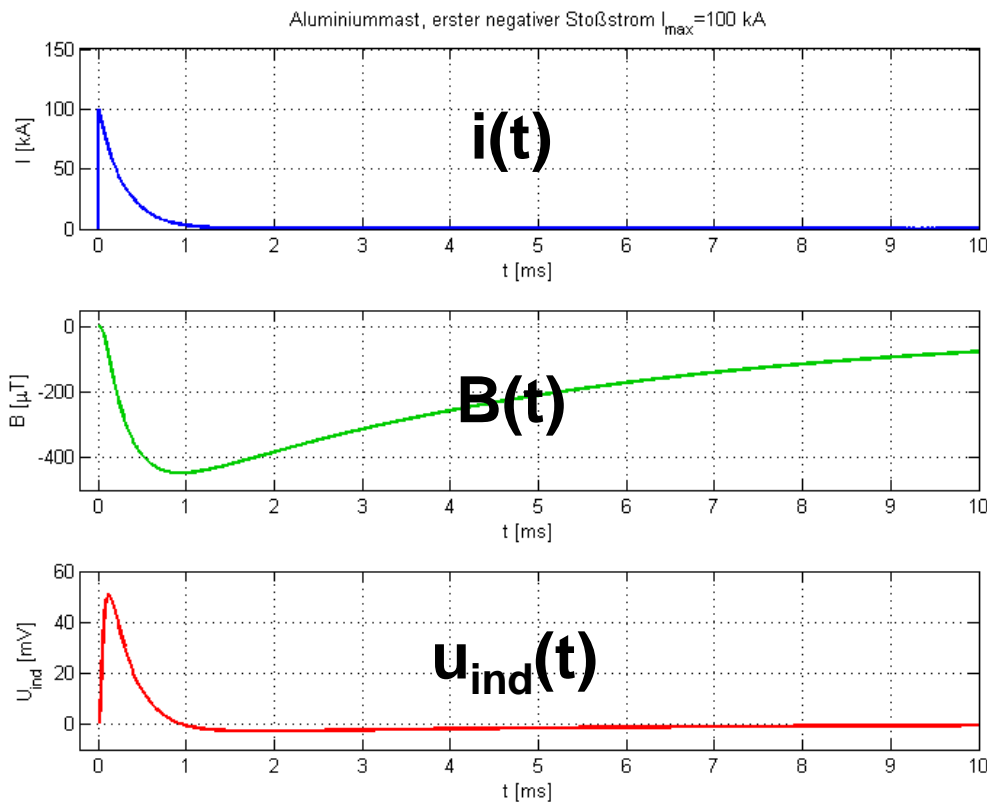 Aluminiummast, erster negativer Stoßstrom I_max=100 kA
150
100
50
0
I [kA]
i(t)
0 1 2 3 4 5 6 7 8 9 10
t [ms]
0
-200
-400
B [μT]
B(t)
0 1 2 3 4 5 6 7 8 9 10
t [ms]
60
40
20
0
U_ind [mV]
u_ind(t)
0 1 2 3 4 5 6 7 8 9 10
t [ms]